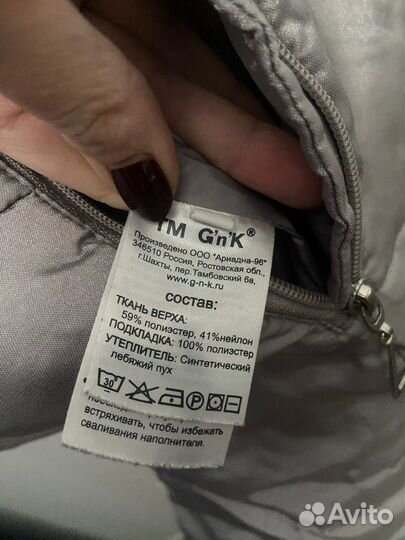 TM G'n'K®
Произведено ООО "Ариадна-96"
346510 Россия, Ростовская обл.,
г.Шахты, пер.Тамбовский 6а,
www.g-n-k.ru
СОСТАВ:
ТКАНЬ ВЕРХА:
59% полиэстер, 41%нейлон
ПОДКЛАДКА: 100% полиэстер
УТЕПЛИТЕЛЬ: Синтетический
лебяжий пух
30 P
встряхивать, чтобы избежать
сваливания наполнителя.
Avito